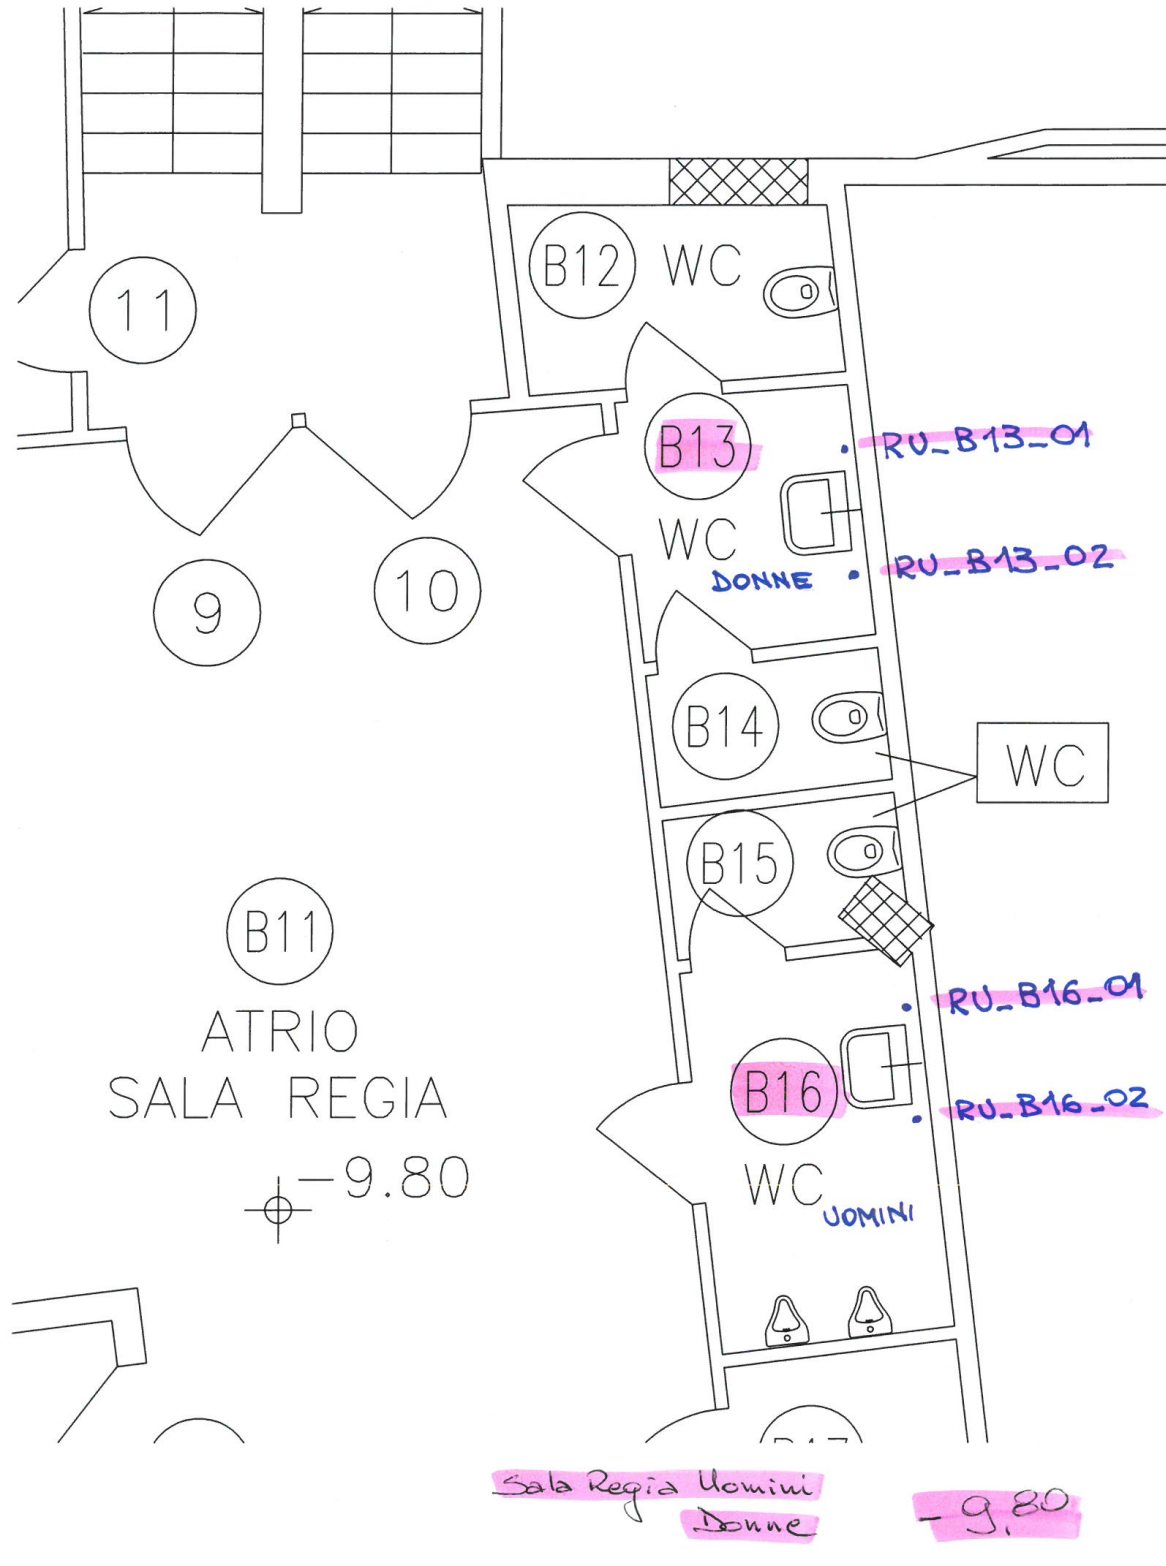 B12 WC
11
B13
RU_B13_01
WC
DONNE
RU_B13_02
9
10
B14
WC
B15
B11
ATRIO
SALA REGIA
-9.80
RU_B16_01
B16
RU_B16_02
WC
UOMINI
B17
Sala Regia Uomini
Donne
-9,80